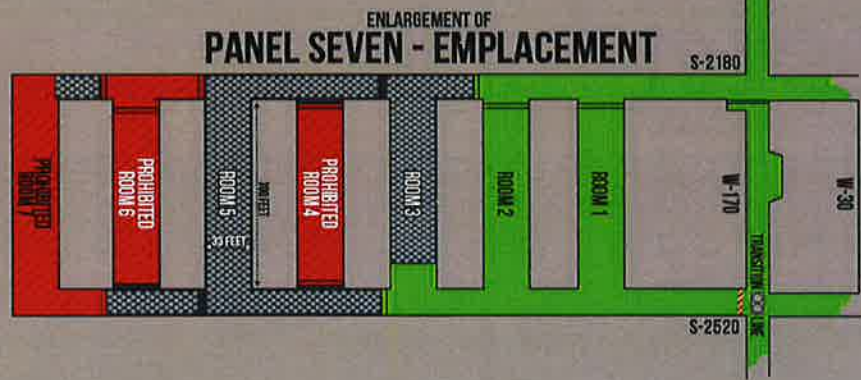 ENLARGEMENT OF
PANEL SEVEN - EMPLACEMENT
S-2180
PROHIBITED
ROOM 7
PROHIBITED
ROOM 6
ROOM 5
33 FEET
300 FEET
PROHIBITED
ROOM 4
ROOM 3
ROOM 2
ROOM 1
W-170
W-30
TRANSITION
LINE
S-2520